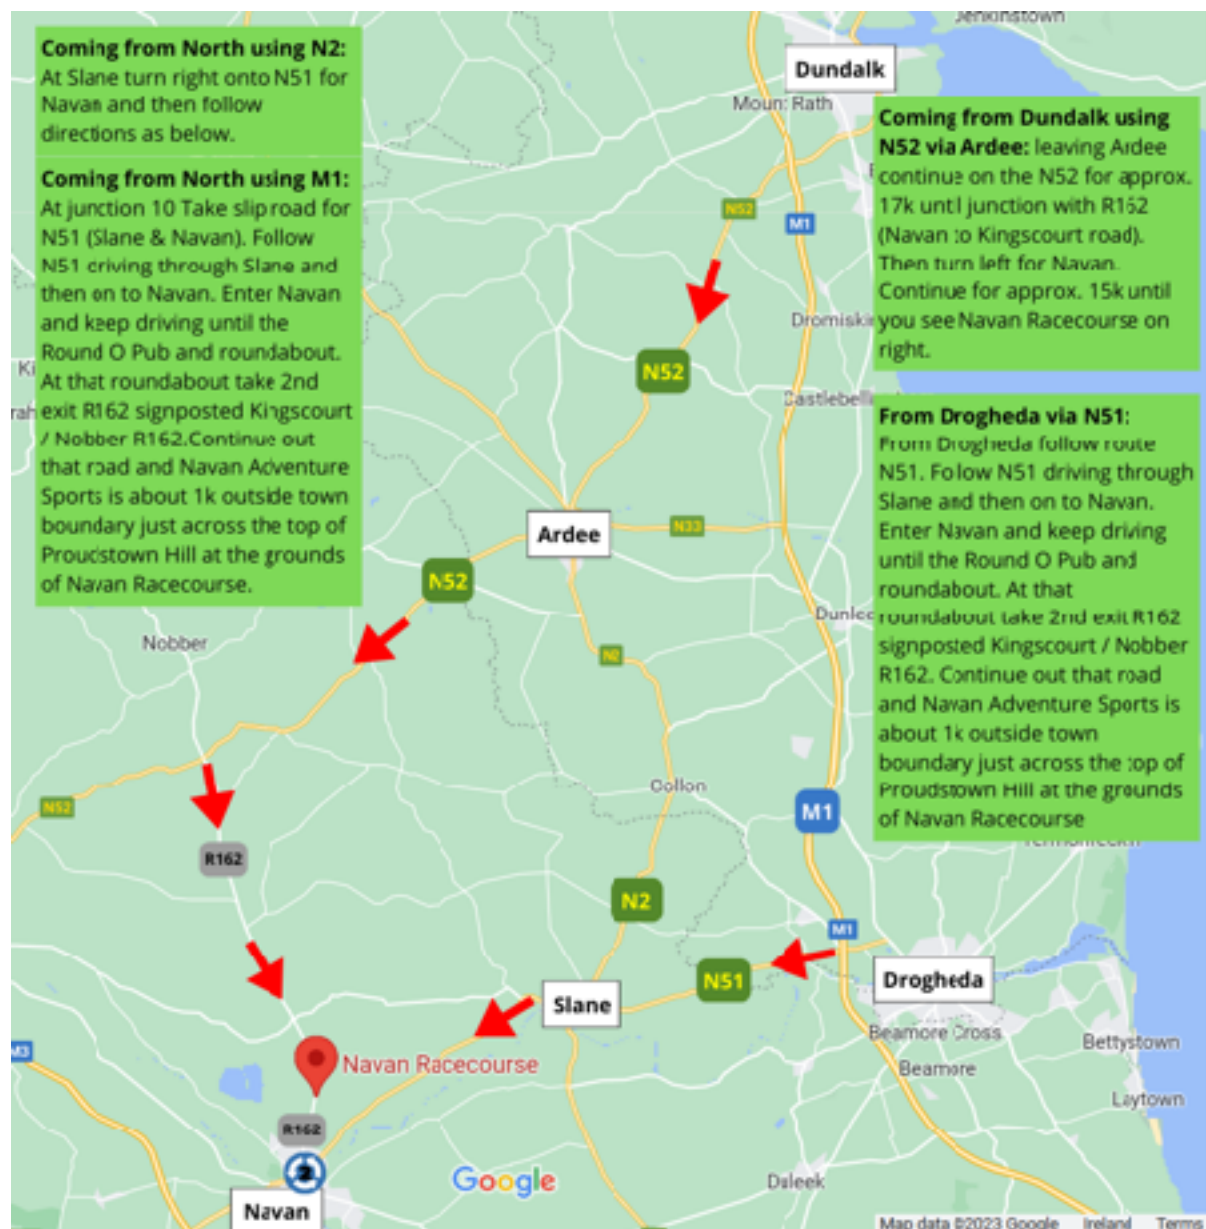 Jenkinstown
Coming from North using N2:
At Slane turn right onto N51 for
Navan and then follow
directions as below.
Dundalk
Mount Rath
Coming from Dundalk using
N52 via Ardee: leaving Ardee
continue on the N52 for approx.
17k until junction with R162
(Navan to Kingscourt road).
Then turn left for Navan.
Continue for approx. 15k until
you see Navan Racecourse on
right.
Coming from North using M1:
At junction 10 Take slip road for
N51 (Slane & Navan). Follow
N51 driving through Slane and
then on to Navan. Enter Navan
and keep driving until the
Round O Pub and roundabout.
At that roundabout take 2nd
exit R162 signposted Kingscourt
/ Nobber R162.Continue out
that road and Navan Adventure
Sports is about 1k outside town
boundary just across the top of
Proudstown Hill at the grounds
of Navan Racecourse.
N52
M1
Dromiskin
N52
Castlebelling
From Drogheda via N51:
From Drogheda follow route
N51. Follow N51 driving through
Slane and then on to Navan.
Enter Navan and keep driving
until the Round O Pub and
roundabout. At that
roundabout take 2nd exit R162
signposted Kingscourt / Nobber
R162. Continue out that road
and Navan Adventure Sports is
about 1k outside town
boundary just across the top of
Proudstown Hill at the grounds
of Navan Racecourse
Ardee
N33
N52
Nobber
N2
Collon
N52
M1
R162
N2
M1
N51
Drogheda
Slane
Beamore Cross
Bettystown
M3
Navan Racecourse
Beamore
Laytown
R162
2
Google
Duleek
Navan
Map data ©2023 Google
Ireland
Terms